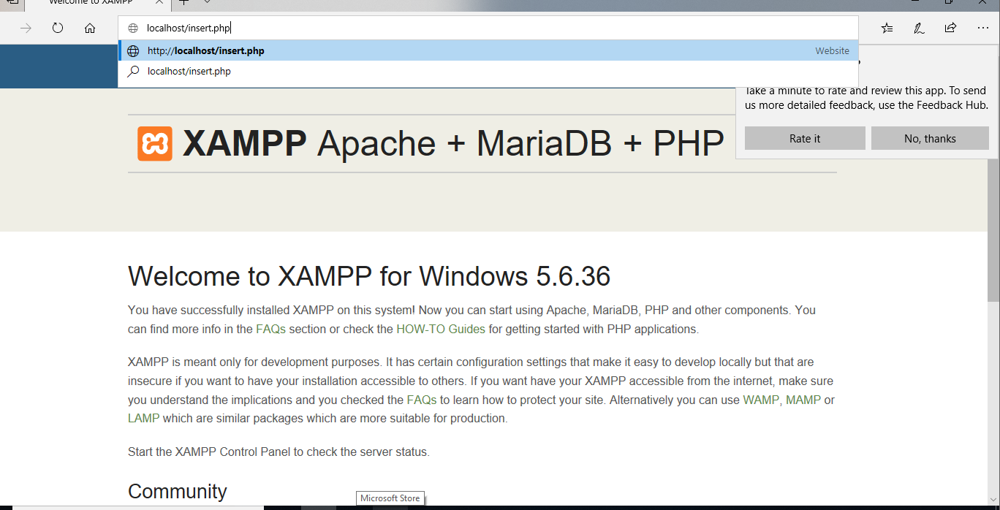 Welcome to XAMPP
localhost/insert.php
http://localhost/insert.php Website
localhost/insert.php
Take a minute to rate and review this app. To send
us more detailed feedback, use the Feedback Hub.
Rate it No, thanks
XAMPP Apache + MariaDB + PHP
Welcome to XAMPP for Windows 5.6.36
You have successfully installed XAMPP on this system! Now you can start using Apache, MariaDB, PHP and other components. You
can find more info in the FAQs section or check the HOW-TO Guides for getting started with PHP applications.
XAMPP is meant only for development purposes. It has certain configuration settings that make it easy to develop locally but that are
insecure if you want to have your installation accessible to others. If you want have your XAMPP accessible from the internet, make sure
you understand the implications and you checked the FAQs to learn how to protect your site. Alternatively you can use WAMP, MAMP or
LAMP which are similar packages which are more suitable for production.
Start the XAMPP Control Panel to check the server status.
Community
Microsoft Store